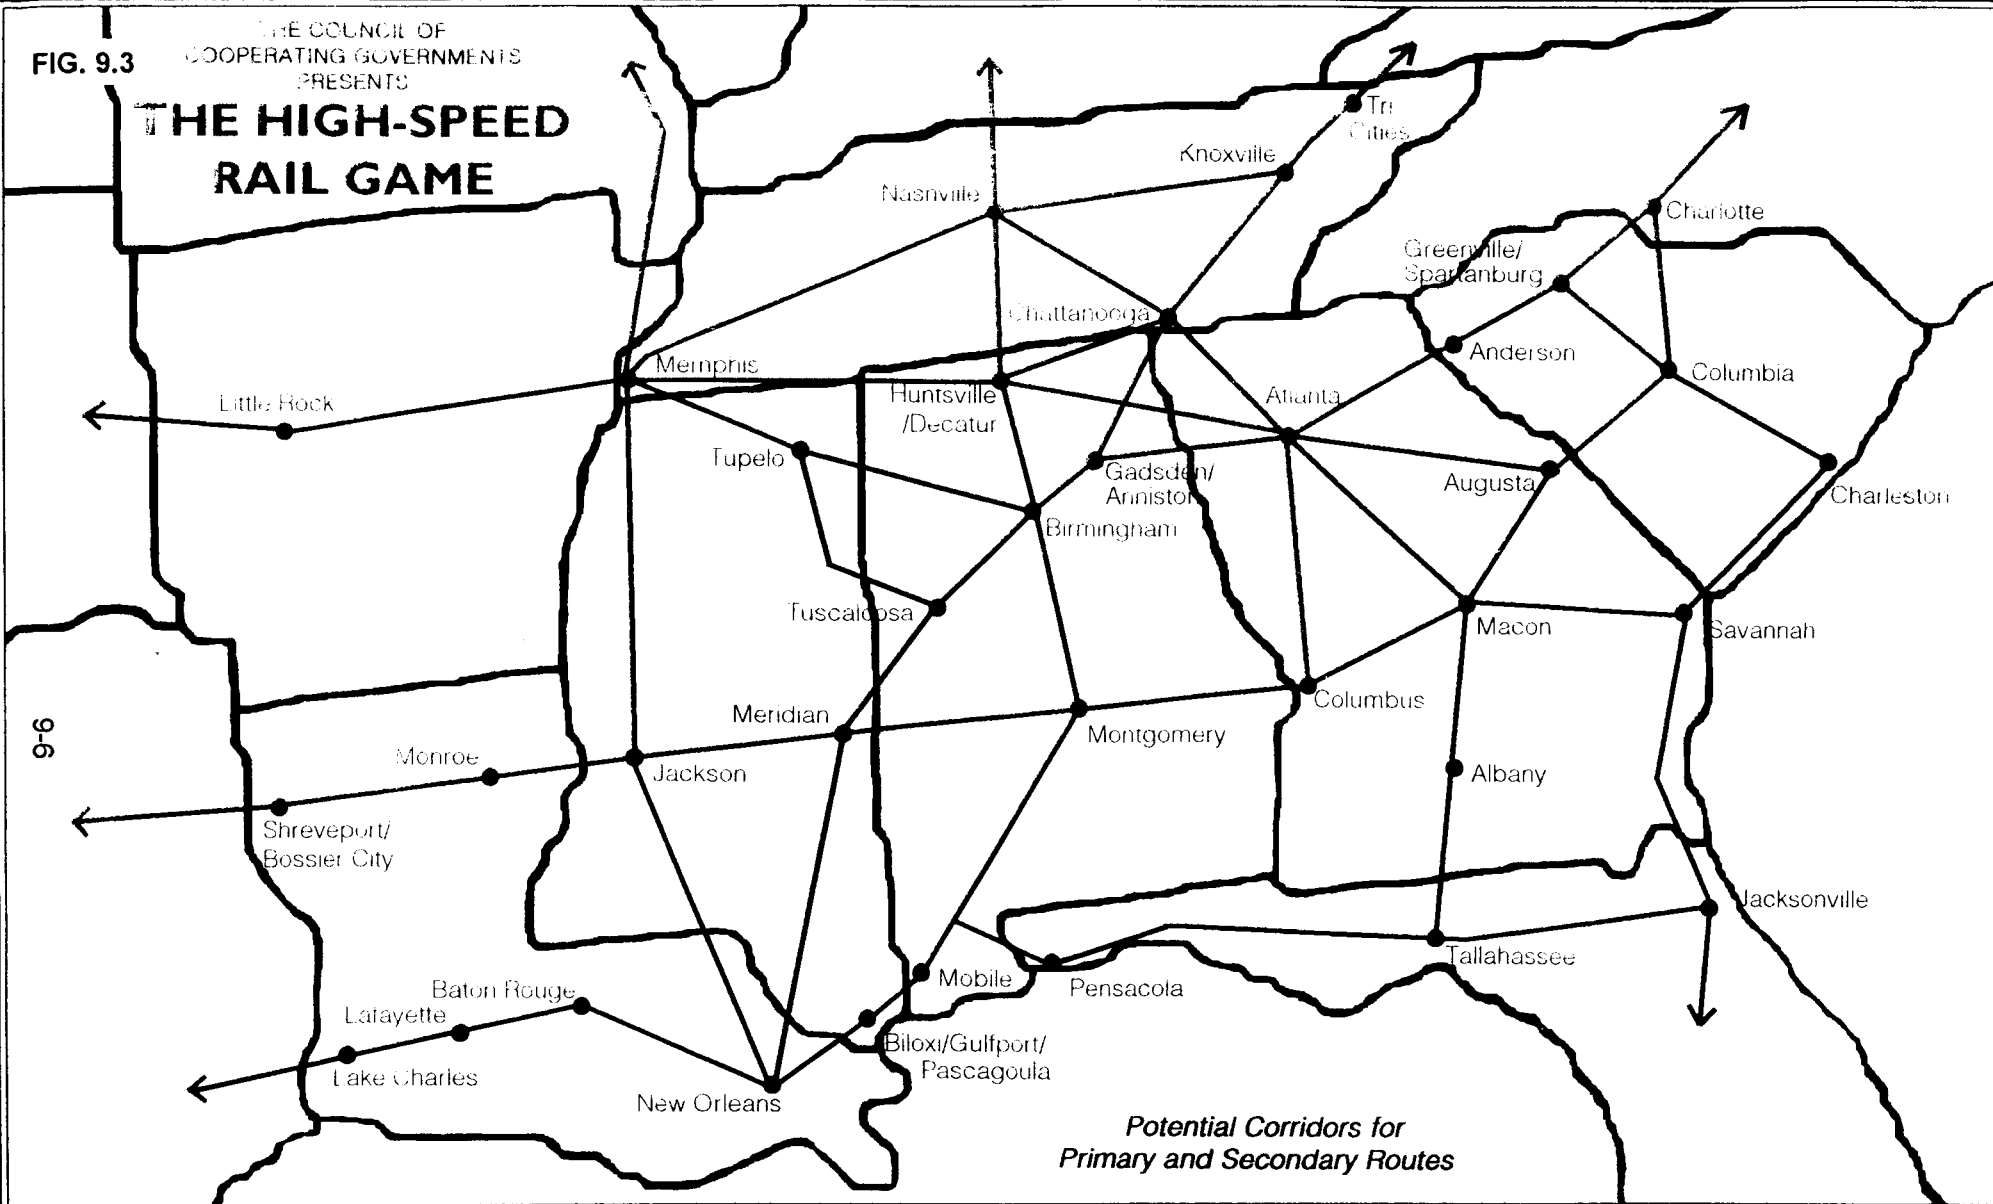 FIG. 9.3
THE COUNCIL OF
COOPERATING GOVERNMENTS
PRESENTS
THE HIGH-SPEED
RAIL GAME
Tri
Cities
Knoxville
Nashville
Charlotte
Greenville/
Spartanburg
Chattanooga
Memphis
Anderson
Columbia
Little Rock
Huntsville
/Decatur
Atlanta
Tupelo
Gadsden/
Anniston
Augusta
Charleston
Birmingham
Tuscaloosa
Macon
Savannah
Columbus
Meridian
Montgomery
9-6
Monroe
Jackson
Albany
Shreveport/
Bossier City
Jacksonville
Tallahassee
Baton Rouge
Mobile
Pensacola
Lafayette
Biloxi/Gulfport/
Pascagoula
Lake Charles
New Orleans
Potential Corridors for
Primary and Secondary Routes